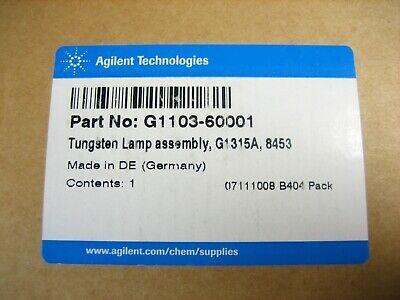 Agilent Technologies
Part No: G1103-60001
Tungsten Lamp assembly, G1315A, 8453
Made in DE (Germany)
Contents: 1 07111008 B404 Pack
www.agilent.com/chem/supplies